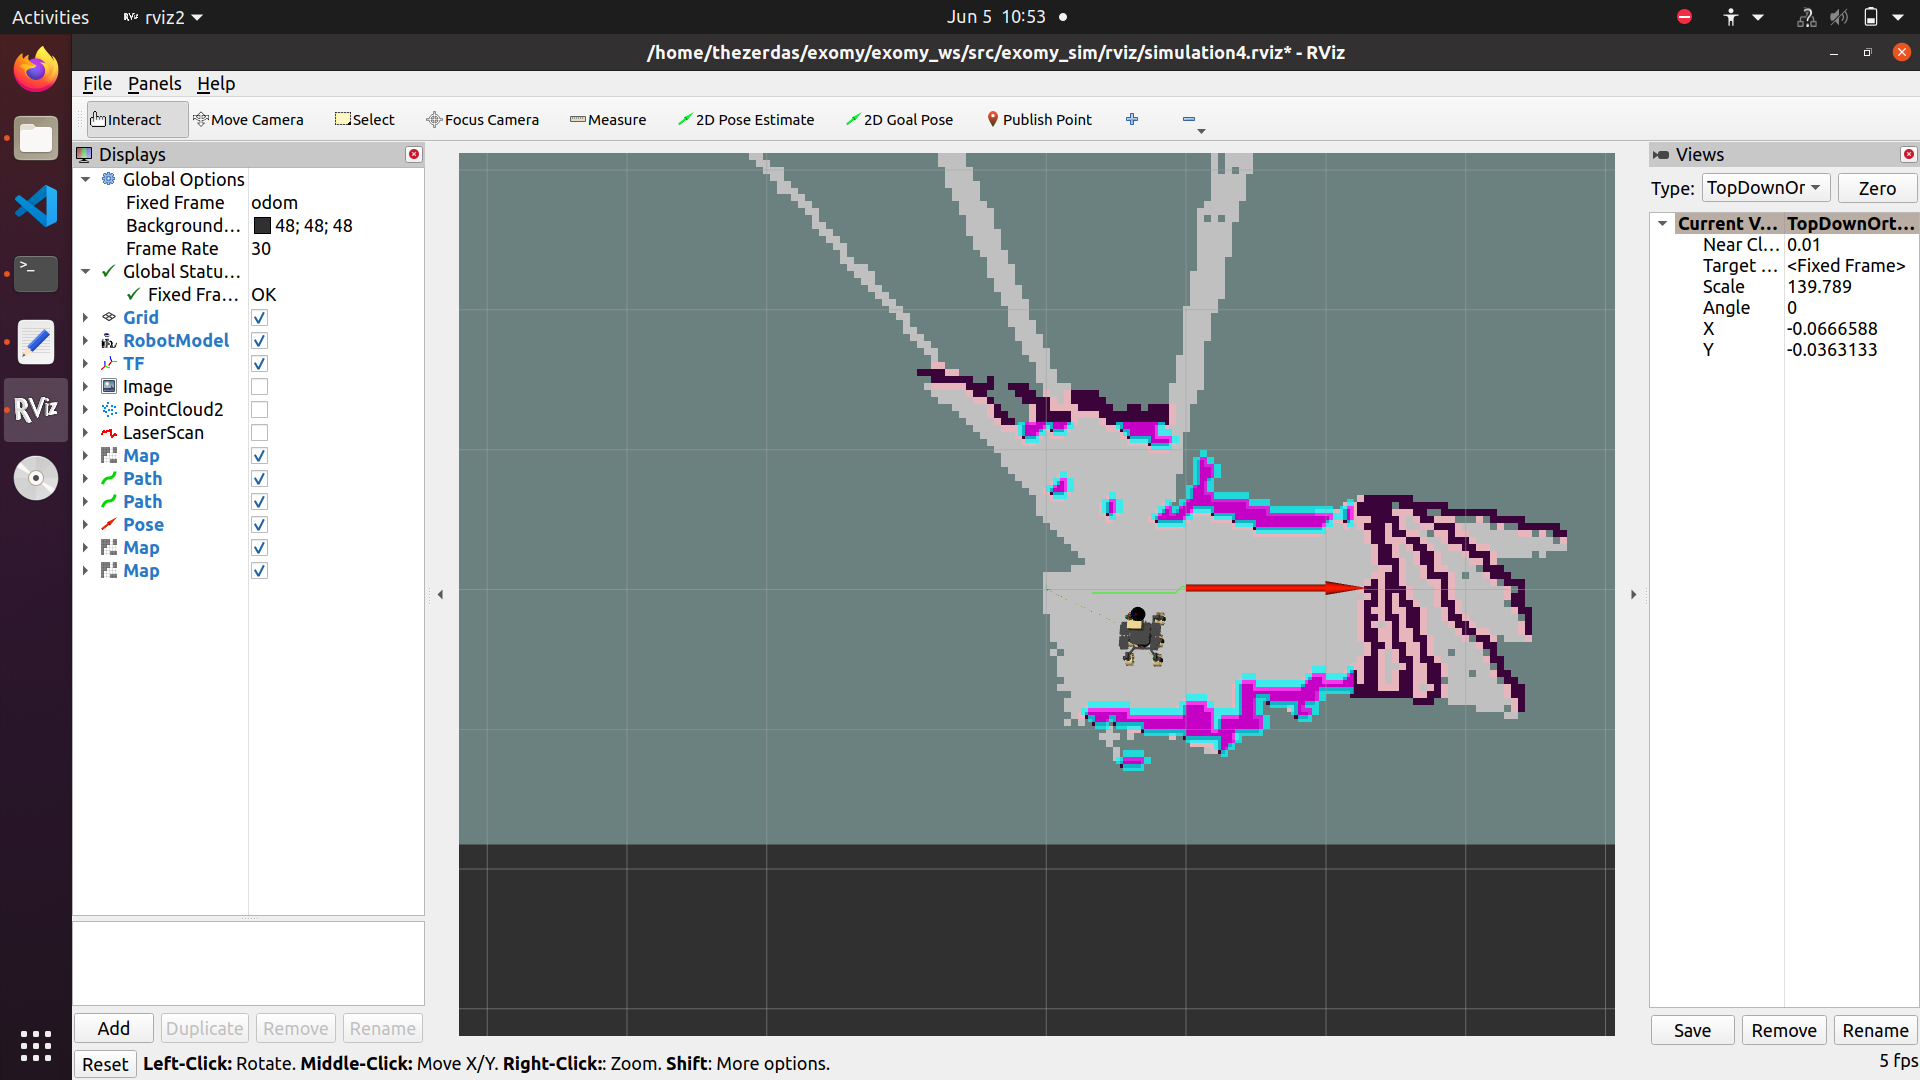 Activities
rviz2
Jun 5 10:53
/home/thezerdas/exomy/exomy_ws/src/exomy_sim/rviz/simulation4.rviz* - RViz
File Panels Help
Interact Move Camera Select Focus Camera Measure 2D Pose Estimate 2D Goal Pose Publish Point
Displays
Global Options
Fixed Frame odom
Background... 48; 48; 48
Frame Rate 30
Global Statu...
Fixed Fra... OK
Grid
RobotModel
TF
Image
PointCloud2
LaserScan
Map
Path
Path
Pose
Map
Map
Add Duplicate Remove Rename
Views
Type: TopDownOr Zero
Current V... TopDownOrt...
Near Cl... 0.01
Target ... <Fixed Frame>
Scale 139.789
Angle 0
X -0.0666588
Y -0.0363133
Save Remove Rename
RViz
Reset Left-Click: Rotate. Middle-Click: Move X/Y. Right-Click:: Zoom. Shift: More options.
5 fps